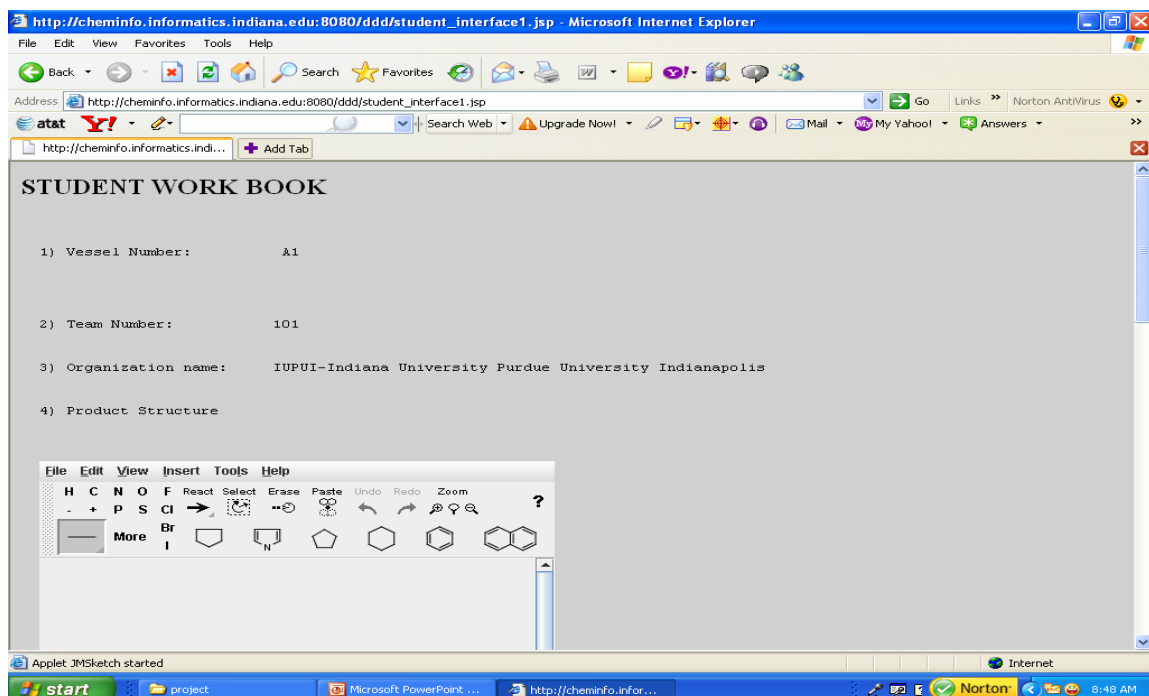 http://cheminfo.informatics.indiana.edu:8080/ddd/student_interface1.jsp - Microsoft Internet Explorer
File Edit View Favorites Tools Help
Back Search Favorites
Address http://cheminfo.informatics.indiana.edu:8080/ddd/student_interface1.jsp Go Links » Norton AntiVirus
at&t Y! Search Web Upgrade Now! Mail My Yahoo! Answers »
http://cheminfo.informatics.indi... Add Tab
STUDENT WORK BOOK
1) Vessel Number: A1
2) Team Number: 101
3) Organization name: IUPUI-Indiana University Purdue University Indianapolis
4) Product Structure
File Edit View Insert Tools Help
H C N O F React Select Erase Paste Undo Redo Zoom
- + P S Cl ?
More Br I N
Applet JMSketch started Internet
start project Microsoft PowerPoint ... http://cheminfo.infor... Norton 8:48 AM